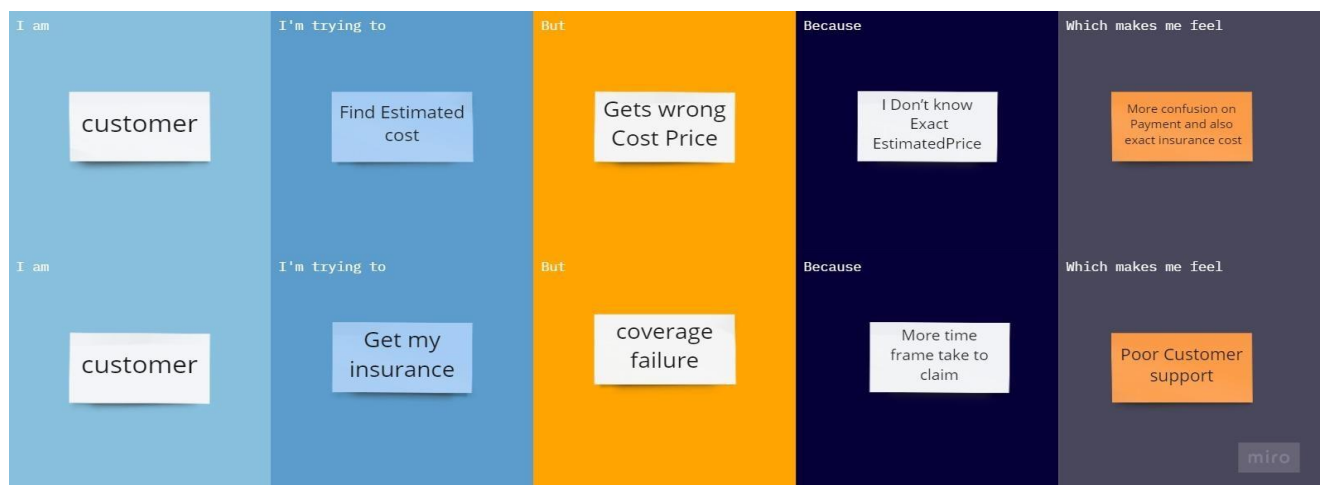 I am
I'm trying to
But
Because
Which makes me feel
customer
Find Estimated
cost
Gets wrong
Cost Price
I Don't know
Exact
EstimatedPrice
More confusion on
Payment and also
exact insurance cost
I am
I'm trying to
But
Because
Which makes me feel
customer
Get my
insurance
coverage
failure
More time
frame take to
claim
Poor Customer
support
miro